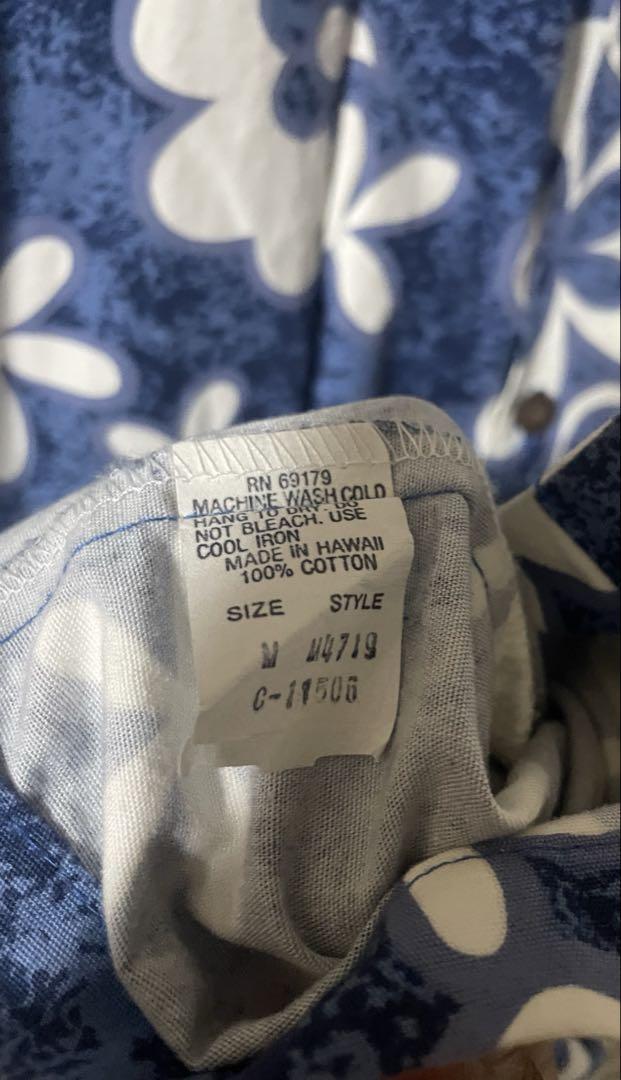 RN 69179
MACHINE WASH COLD
HANG TO DRY. DO
NOT BLEACH. USE
COOL IRON
MADE IN HAWAII
100% COTTON
SIZE STYLE
M M4719
C-11506